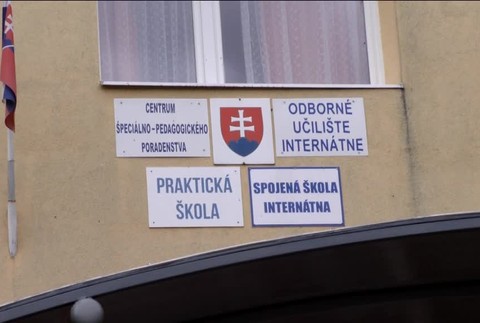 CENTRUM
ŠPECIÁLNO-PEDAGOGICKÉHO
PORADENSTVA
ODBORNÉ
UČILIŠTE
INTERNÁTNE
PRAKTICKÁ
ŠKOLA
SPOJENÁ ŠKOLA
INTERNÁTNA